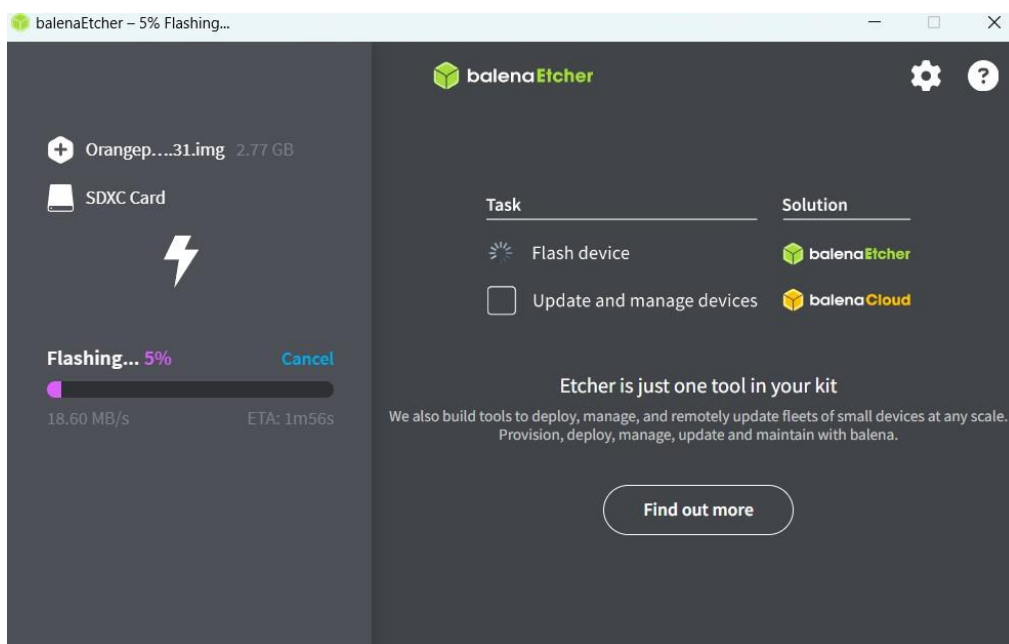 balenaEtcher – 5% Flashing...
balenaEtcher
?
Orangep....31.img 2.77 GB
SDXC Card
Task Solution
Flash device balenaEtcher
Update and manage devices balenaCloud
Flashing... 5% Cancel
18.60 MB/s ETA: 1m56s
Etcher is just one tool in your kit
We also build tools to deploy, manage, and remotely update fleets of small devices at any scale.
Provision, deploy, manage, update and maintain with balena.
Find out more